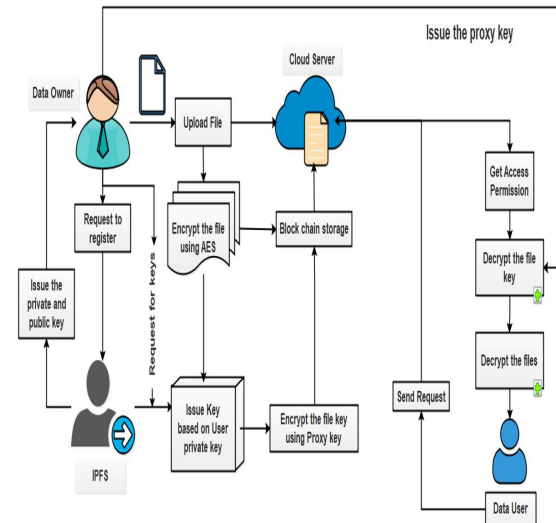 Issue the proxy key
Cloud Server
Data Owner
Upload File
Get Access
Permission
Request to
register
Encrypt the file
using AES
Block chain storage
Decrypt the file
key
Issue the
private and
public key
Request for keys
Decrypt the files
Issue Key
based on User
private key
Encrypt the file key
using Proxy key
Send Request
IPFS
Data User